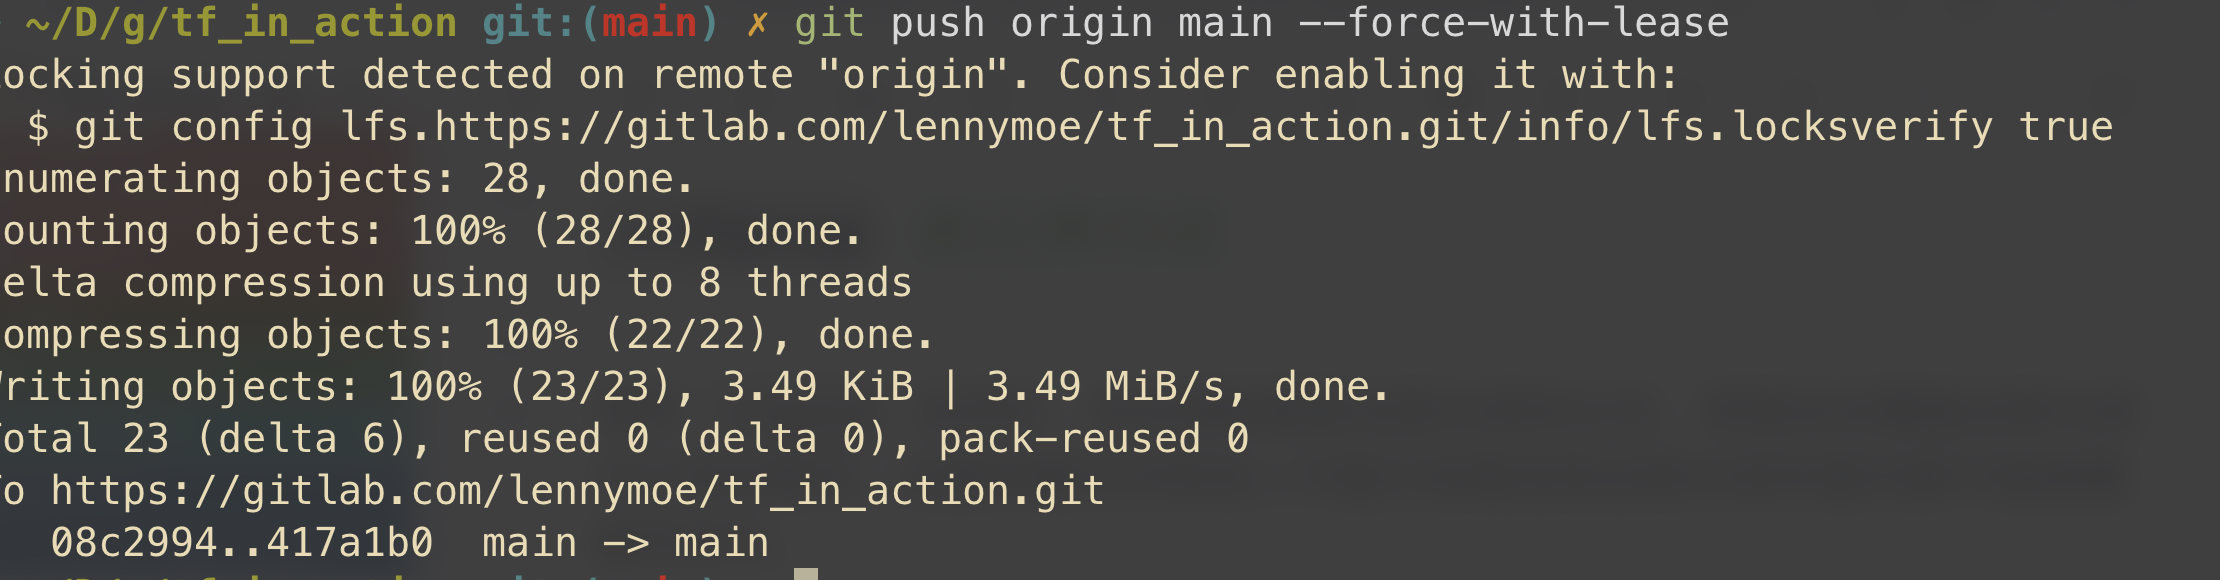 ~/D/g/tf_in_action git:(main) ✗ git push origin main --force-with-lease
ocking support detected on remote "origin". Consider enabling it with:
$ git config lfs.https://gitlab.com/lennymoe/tf_in_action.git/info/lfs.locksverify true
numerating objects: 28, done.
ounting objects: 100% (28/28), done.
elta compression using up to 8 threads
ompressing objects: 100% (22/22), done.
riting objects: 100% (23/23), 3.49 KiB | 3.49 MiB/s, done.
otal 23 (delta 6), reused 0 (delta 0), pack-reused 0
o https://gitlab.com/lennymoe/tf_in_action.git
08c2994..417a1b0  main -> main